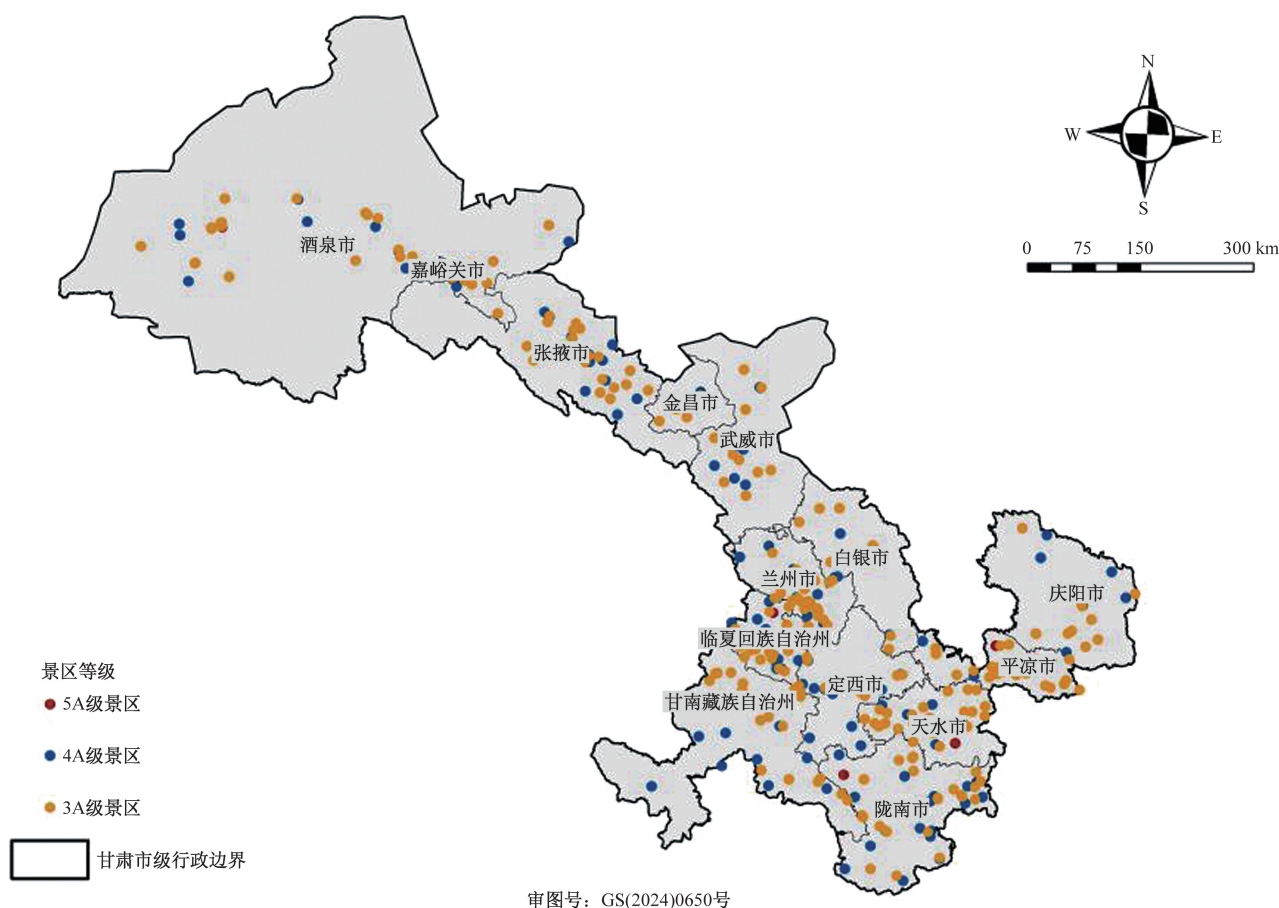 N
W
E
S
0 75 150 300 km
酒泉市
嘉峪关市
张掖市
金昌市
武威市
白银市
兰州市
庆阳市
临夏回族自治州
平凉市
定西市
甘南藏族自治州
天水市
陇南市
景区等级
5A级景区
4A级景区
3A级景区
甘肃市级行政边界
审图号：GS(2024)0650号